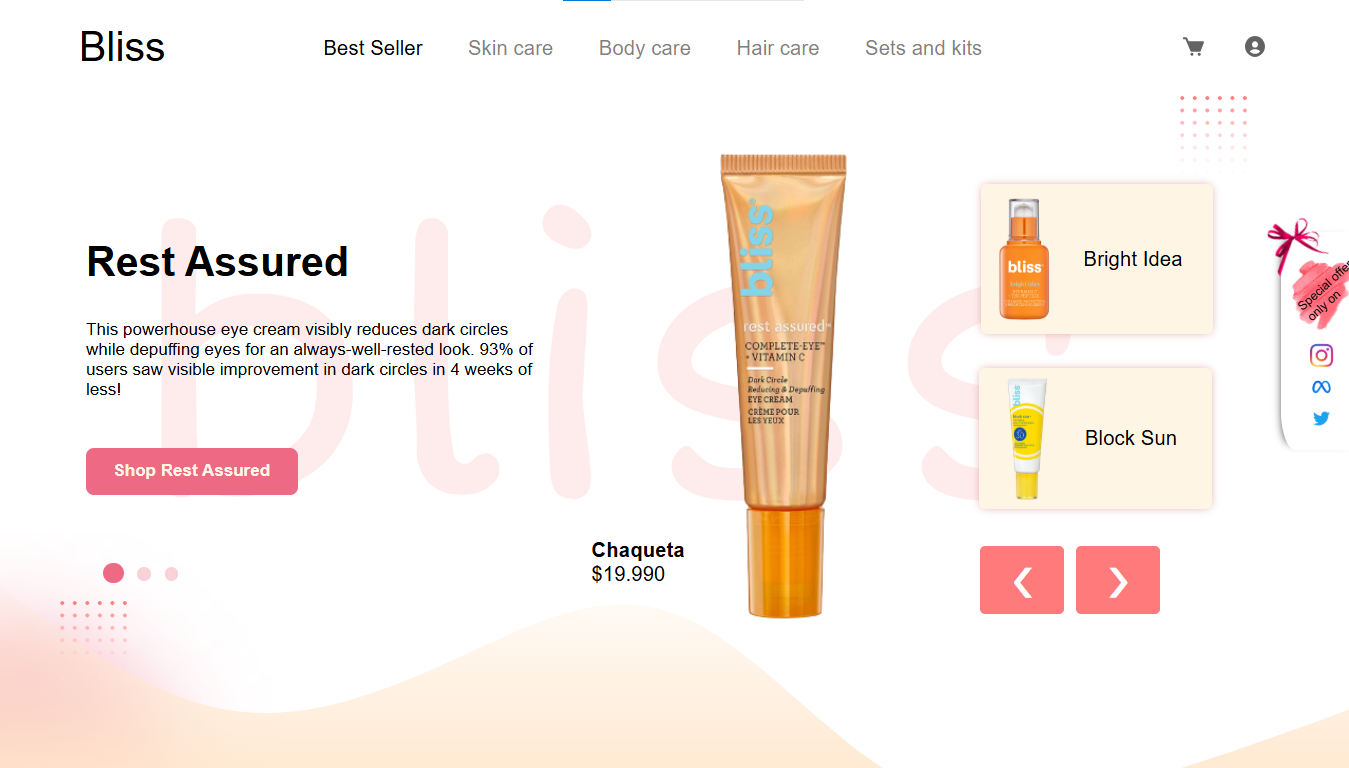 Bliss
Best Seller
Skin care
Body care
Hair care
Sets and kits
bliss
Rest Assured
This powerhouse eye cream visibly reduces dark circles
while depuffing eyes for an always-well-rested look. 93% of
users saw visible improvement in dark circles in 4 weeks of
less!
Shop Rest Assured
bliss
rest assured™
COMPLETE-EYE™
+ VITAMIN C
Dark Circle
Reducing & Depuffing
EYE CREAM
CRÈME POUR
LES YEUX
Chaqueta
$19.990
bliss
bright idea
Bright Idea
bliss
block star
Block Sun
❮
❯
Special offer
only on